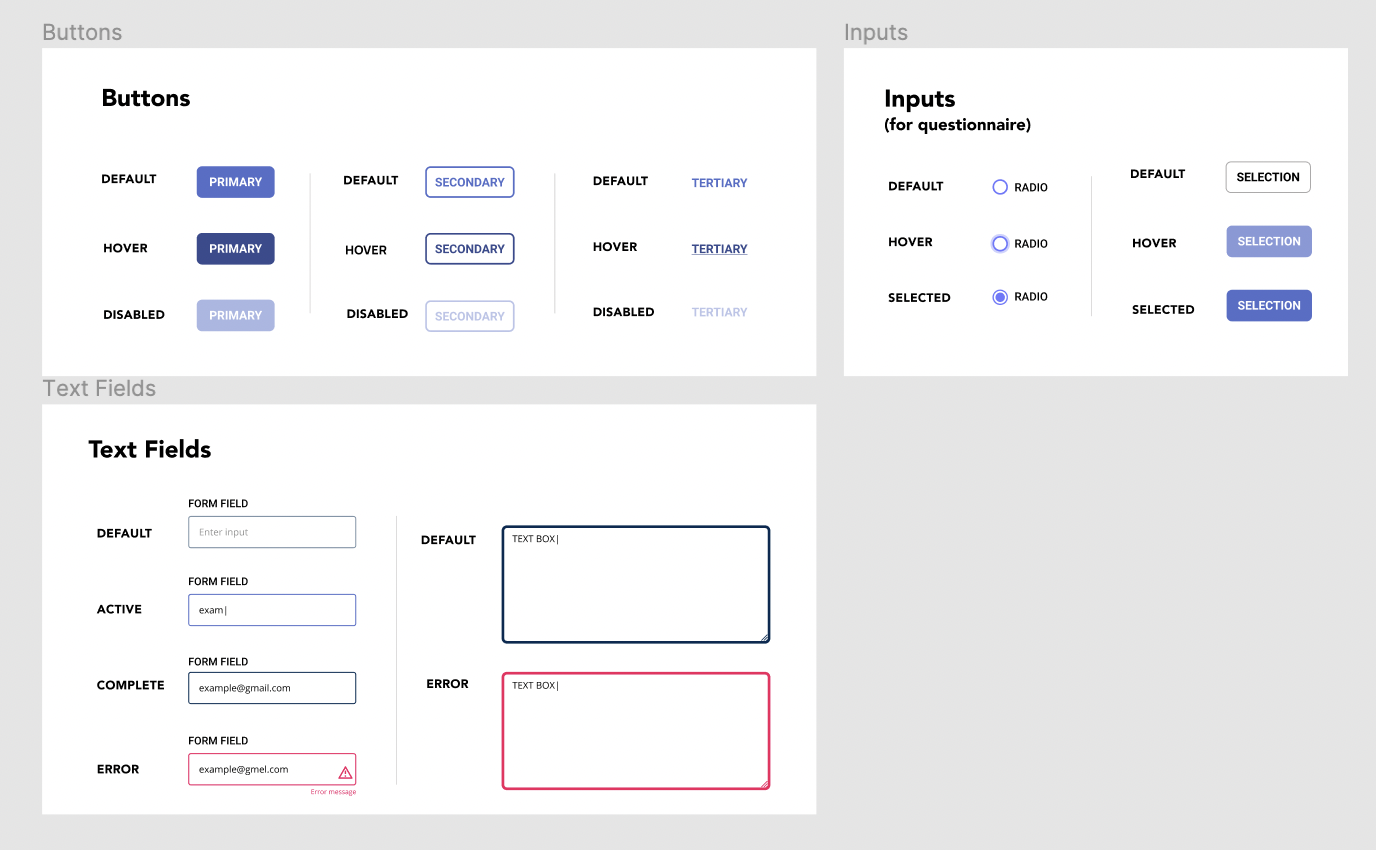 Buttons
Buttons
DEFAULT PRIMARY DEFAULT SECONDARY DEFAULT TERTIARY
HOVER PRIMARY HOVER SECONDARY HOVER TERTIARY
DISABLED PRIMARY DISABLED SECONDARY DISABLED TERTIARY
Inputs
Inputs
(for questionnaire)
DEFAULT RADIO DEFAULT SELECTION
HOVER RADIO HOVER SELECTION
SELECTED RADIO SELECTED SELECTION
Text Fields
Text Fields
FORM FIELD
DEFAULT Enter input
FORM FIELD
ACTIVE exam|
FORM FIELD
COMPLETE example@gmail.com
FORM FIELD
ERROR example@gmel.com
Error message
DEFAULT TEXT BOX|
ERROR TEXT BOX|